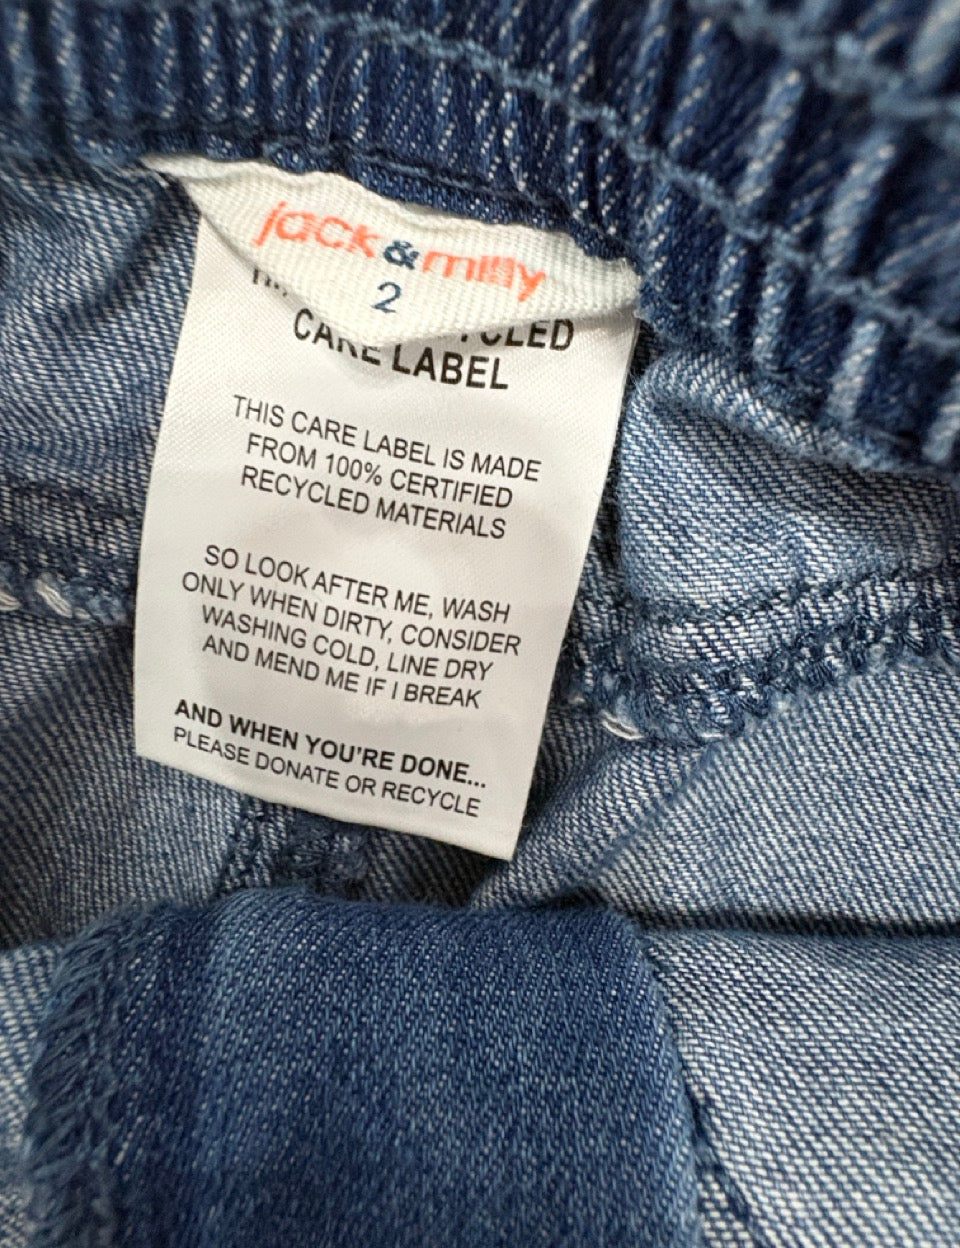 jack & milly
2
CARE LABEL
THIS CARE LABEL IS MADE
FROM 100% CERTIFIED
RECYCLED MATERIALS
SO LOOK AFTER ME, WASH
ONLY WHEN DIRTY, CONSIDER
WASHING COLD, LINE DRY
AND MEND ME IF I BREAK
AND WHEN YOU'RE DONE...
PLEASE DONATE OR RECYCLE